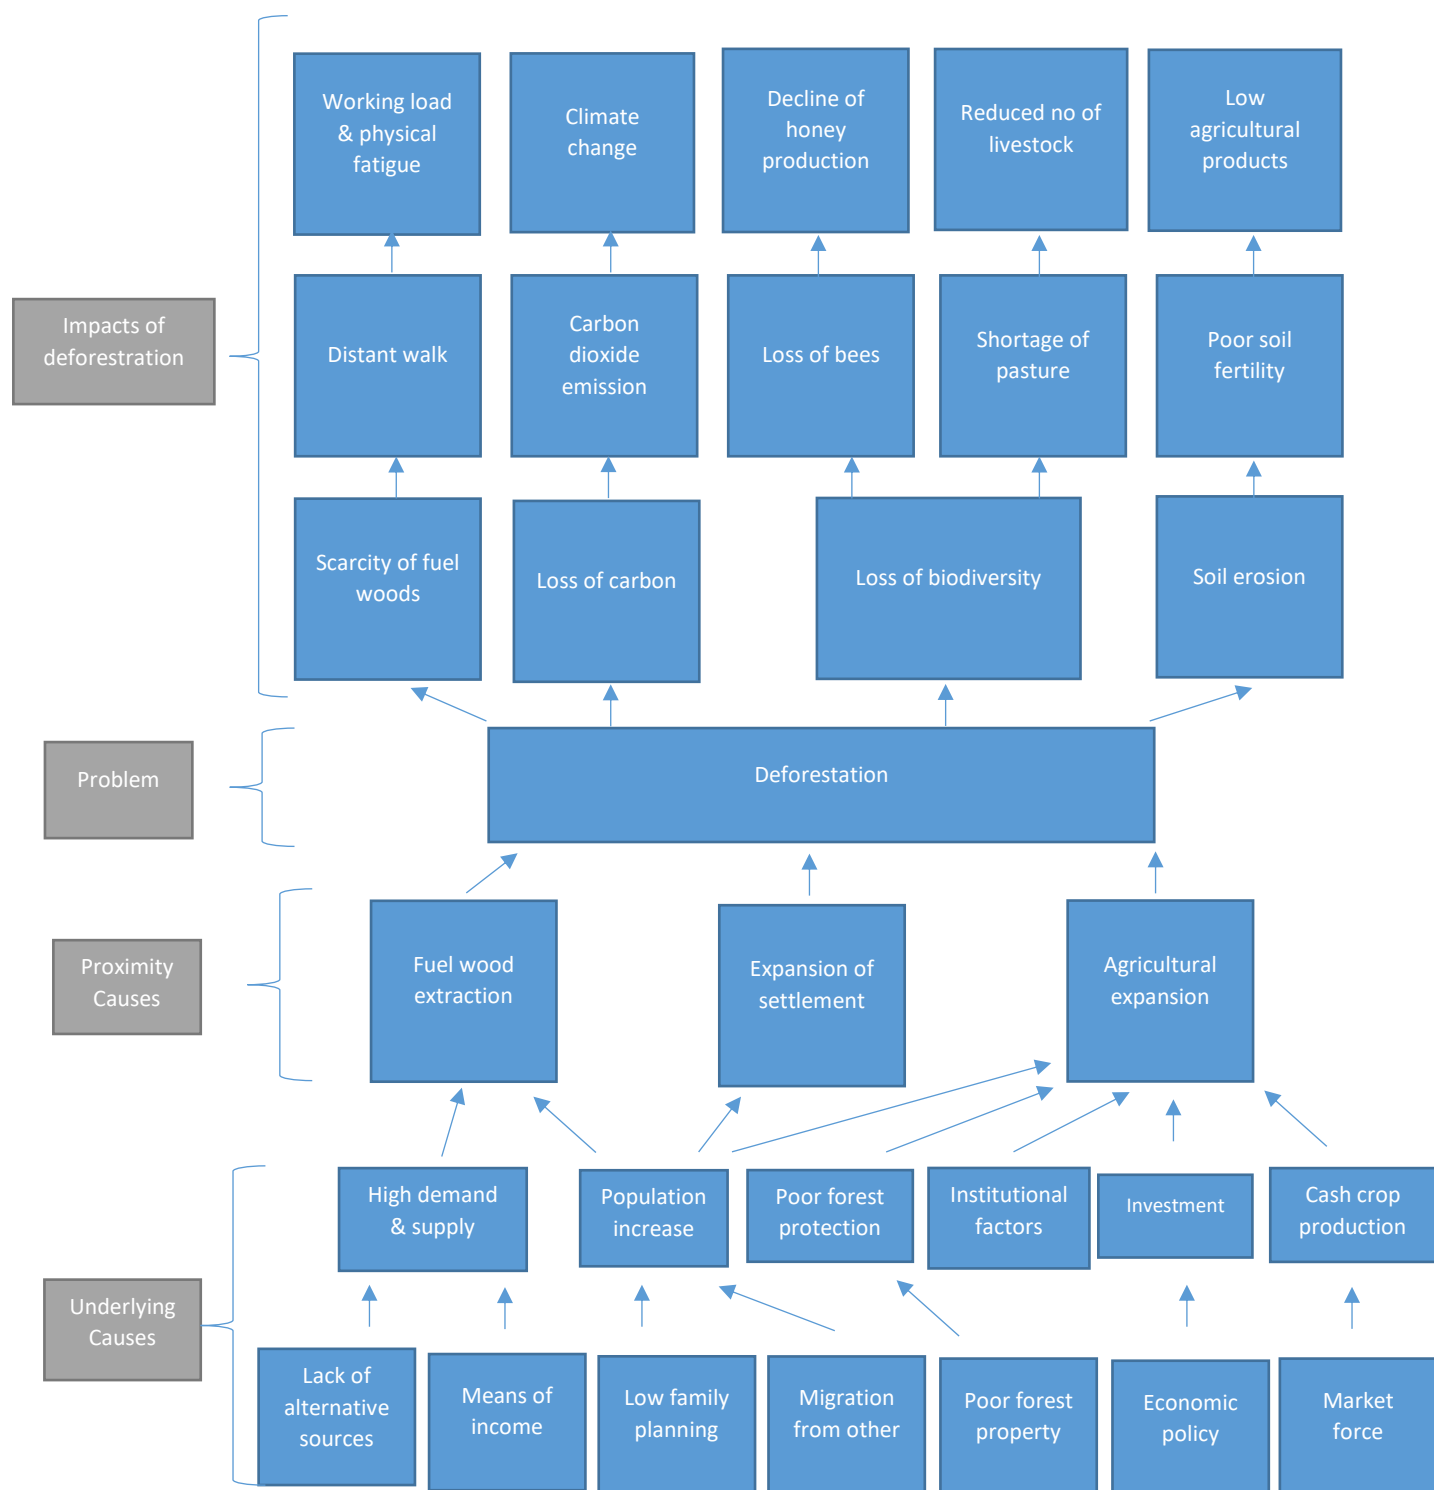 Working load
& physical
fatigue
Climate
change
Decline of
honey
production
Reduced no of
livestock
Low
agricultural
products
Impacts of
deforestration
Distant walk
Carbon
dioxide
emission
Loss of bees
Shortage of
pasture
Poor soil
fertility
Scarcity of fuel
woods
Loss of carbon
Loss of biodiversity
Soil erosion
Problem
Deforestation
Proximity
Causes
Fuel wood
extraction
Expansion of
settlement
Agricultural
expansion
High demand
& supply
Population
increase
Poor forest
protection
Institutional
factors
Investment
Cash crop
production
Underlying
Causes
Lack of
alternative
sources
Means of
income
Low family
planning
Migration
from other
Poor forest
property
Economic
policy
Market
force